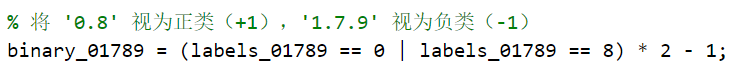 % 将 '0.8' 视为正类（+1），'1.7.9' 视为负类（-1）
binary_01789 = (labels_01789 == 0 | labels_01789 == 8) * 2 - 1;